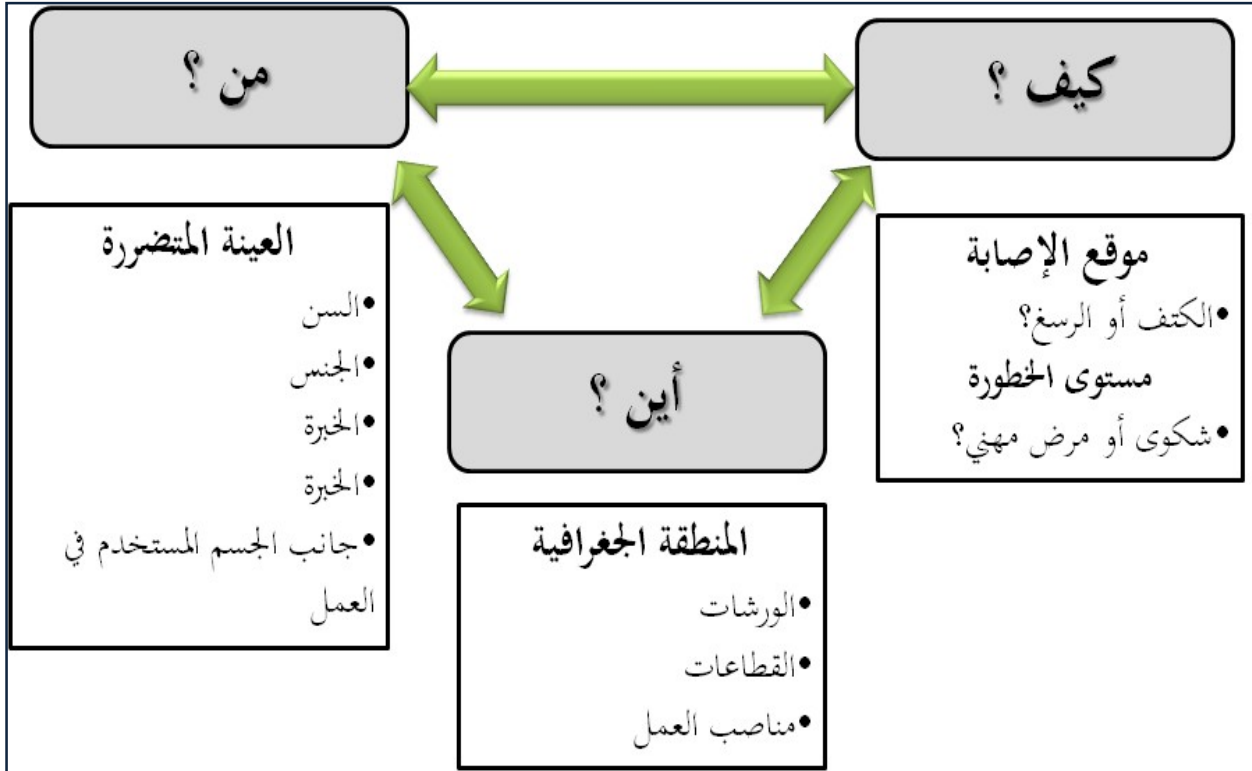 كيف ؟
موقع الإصابة
•الكتف أو الرسغ؟
مستوى الخطورة
•شكوى أو مرض مهني؟
من ؟
العينة المتضررة
•السن
•الجنس
•الخبرة
•الخبرة
•جانب الجسم المستخدم في
العمل
أين ؟
المنطقة الجغرافية
•الورشات
•القطاعات
•مناصب العمل